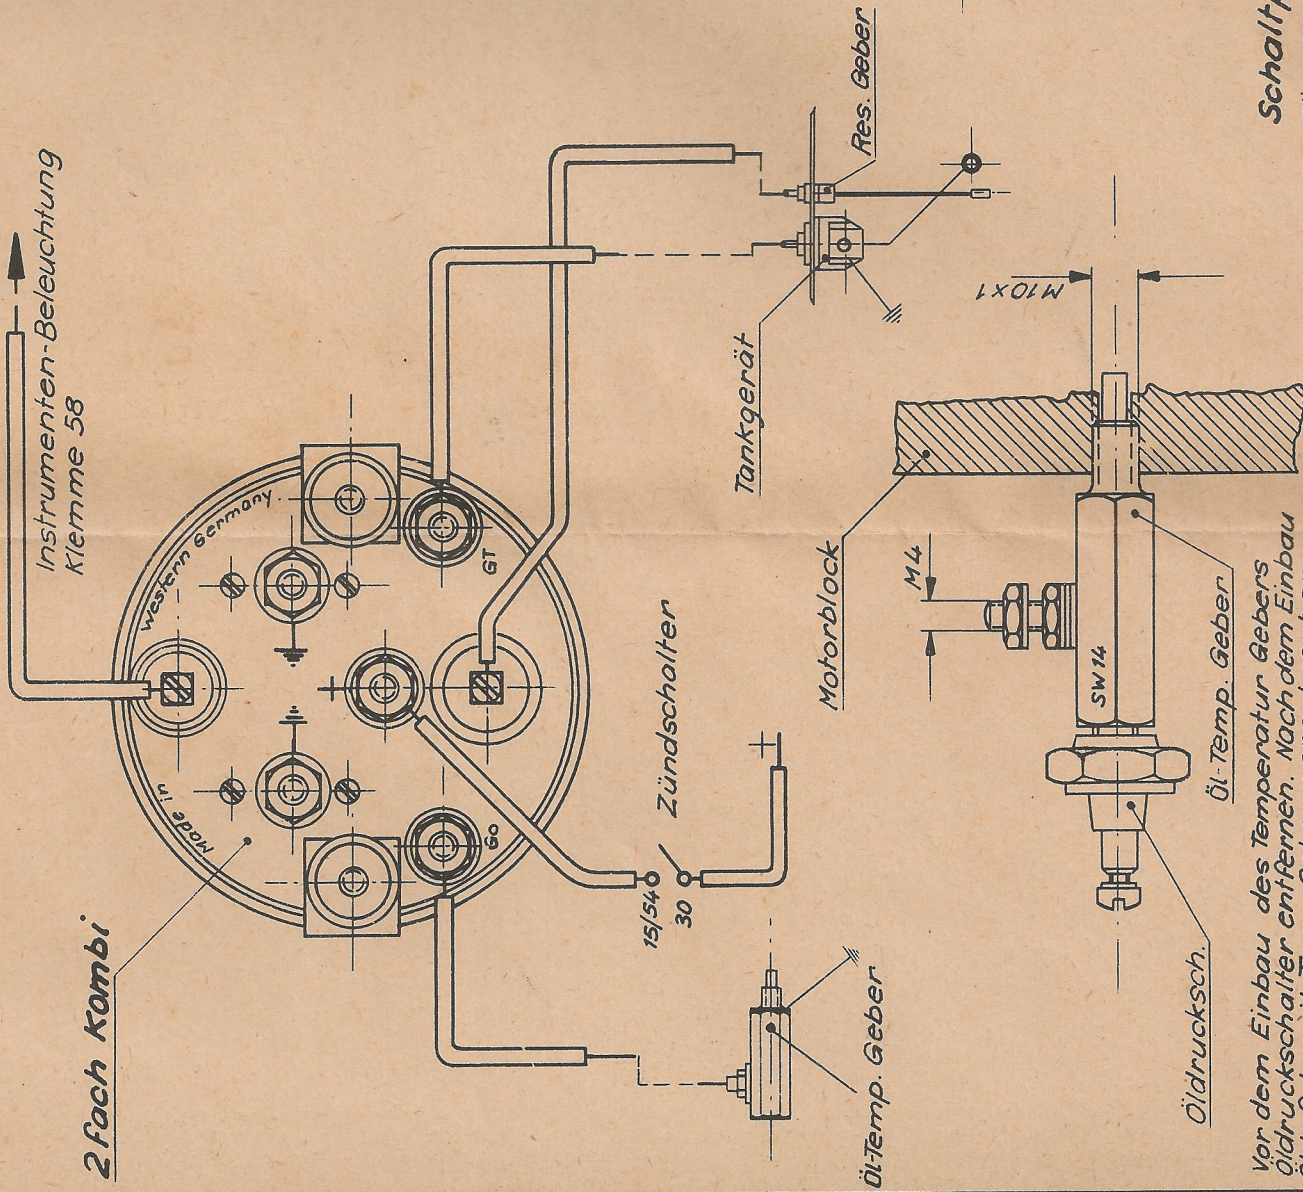 2 fach Kombi
Instrumenten-Beleuchtung
Klemme 58
Made in
Western Germany.
+
GO
GT
15/54
30
Zündschalter
+
Öl-Temp. Geber
Tankgerät
Res. Geber
Motorblock
M4
M10x1
SW14
Öl-Temp. Geber
Öldrucksch.
Schalt
Vor dem Einbau des Temperatur Gebers
Öldruckschalter entfernen. Nach dem Einbau